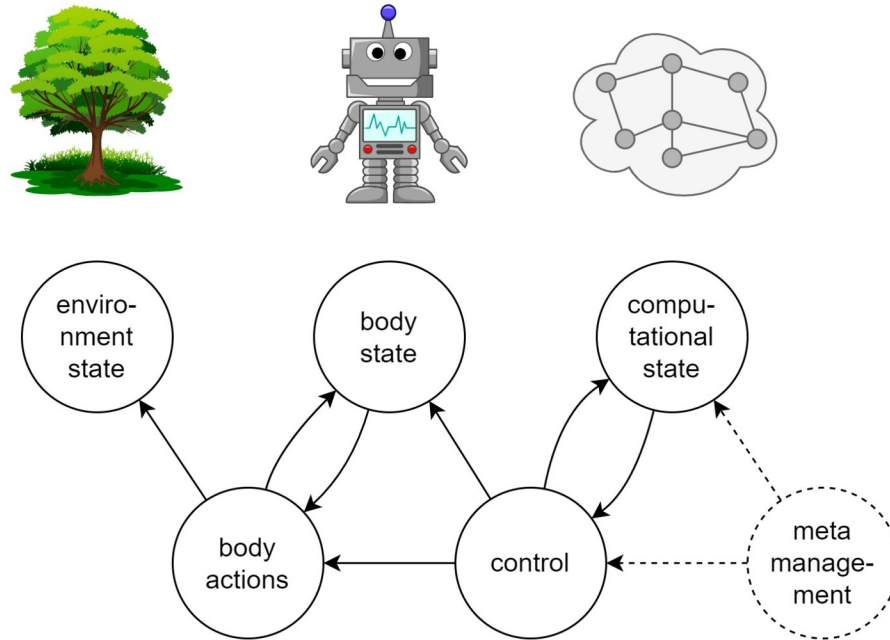 enviro-
nment
state
body
state
compu-
tational
state
body
actions
control
meta
manage-
ment